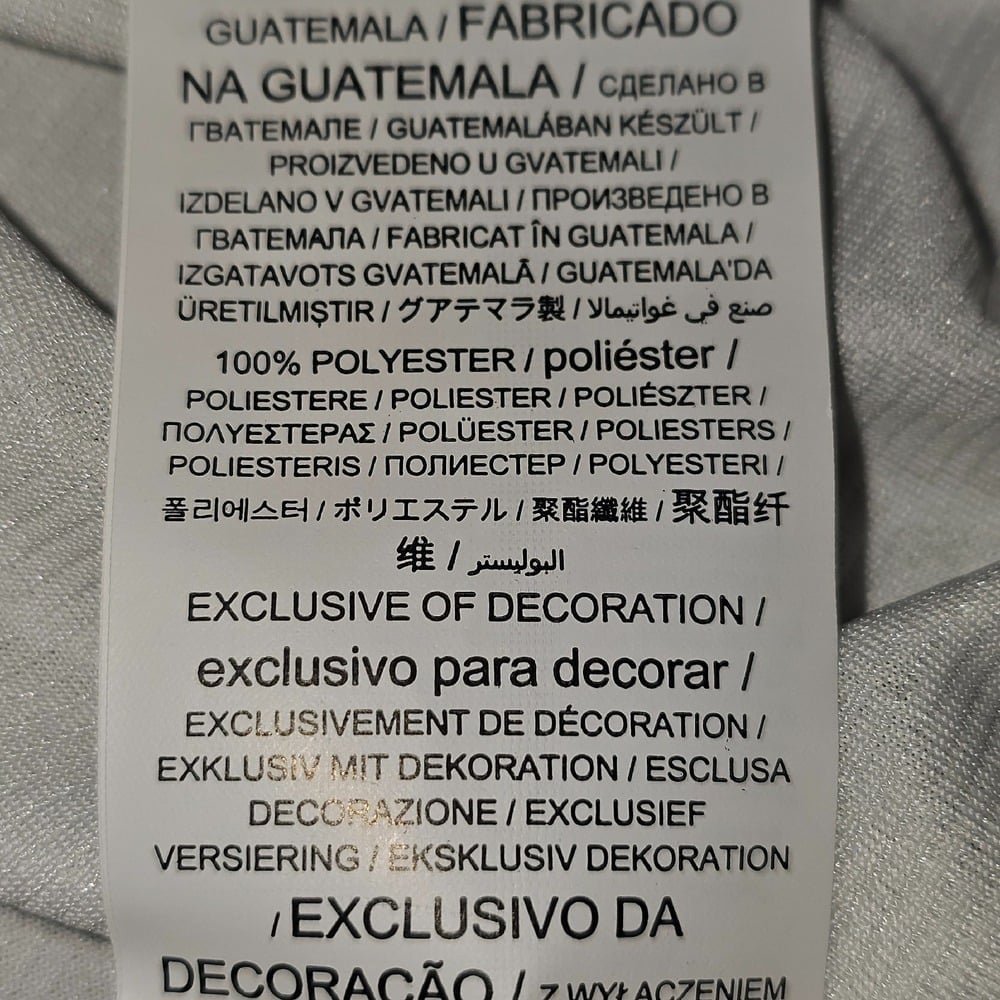 GUATEMALA / FABRICADO
NA GUATEMALA / СДЕЛАНО В
ГВАТЕМАЛЕ / GUATEMALÁBAN KÉSZÜLT /
PROIZVEDENO U GVATEMALI /
IZDELANO V GVATEMALI / ПРОИЗВЕДЕНО В
ГВАТЕМАЛА / FABRICAT ÎN GUATEMALA /
IZGATAVOTS GVATEMALĀ / GUATEMALA'DA
ÜRETILMIŞTIR / グアテマラ製 / صنع في غواتيمالا
100% POLYESTER / poliéster /
POLIESTERE / POLIESTER / POLIÉSZTER /
ΠΟΛΥΕΣΤΕΡΑΣ / POLÜESTER / POLIESTERS /
POLIESTERIS / ПОЛИЕСТЕР / POLYESTERI /
폴리에스터 / ポリエステル / 聚酯纖維 / 聚酯纤
维 / البوليستر
EXCLUSIVE OF DECORATION /
exclusivo para decorar /
EXCLUSIVEMENT DE DÉCORATION /
EXKLUSIV MIT DEKORATION / ESCLUSA
DECORAZIONE / EXCLUSIEF
VERSIERING / EKSKLUSIV DEKORATION
/ EXCLUSIVO DA
DECORAÇÃO / Z WYŁĄCZENIEM